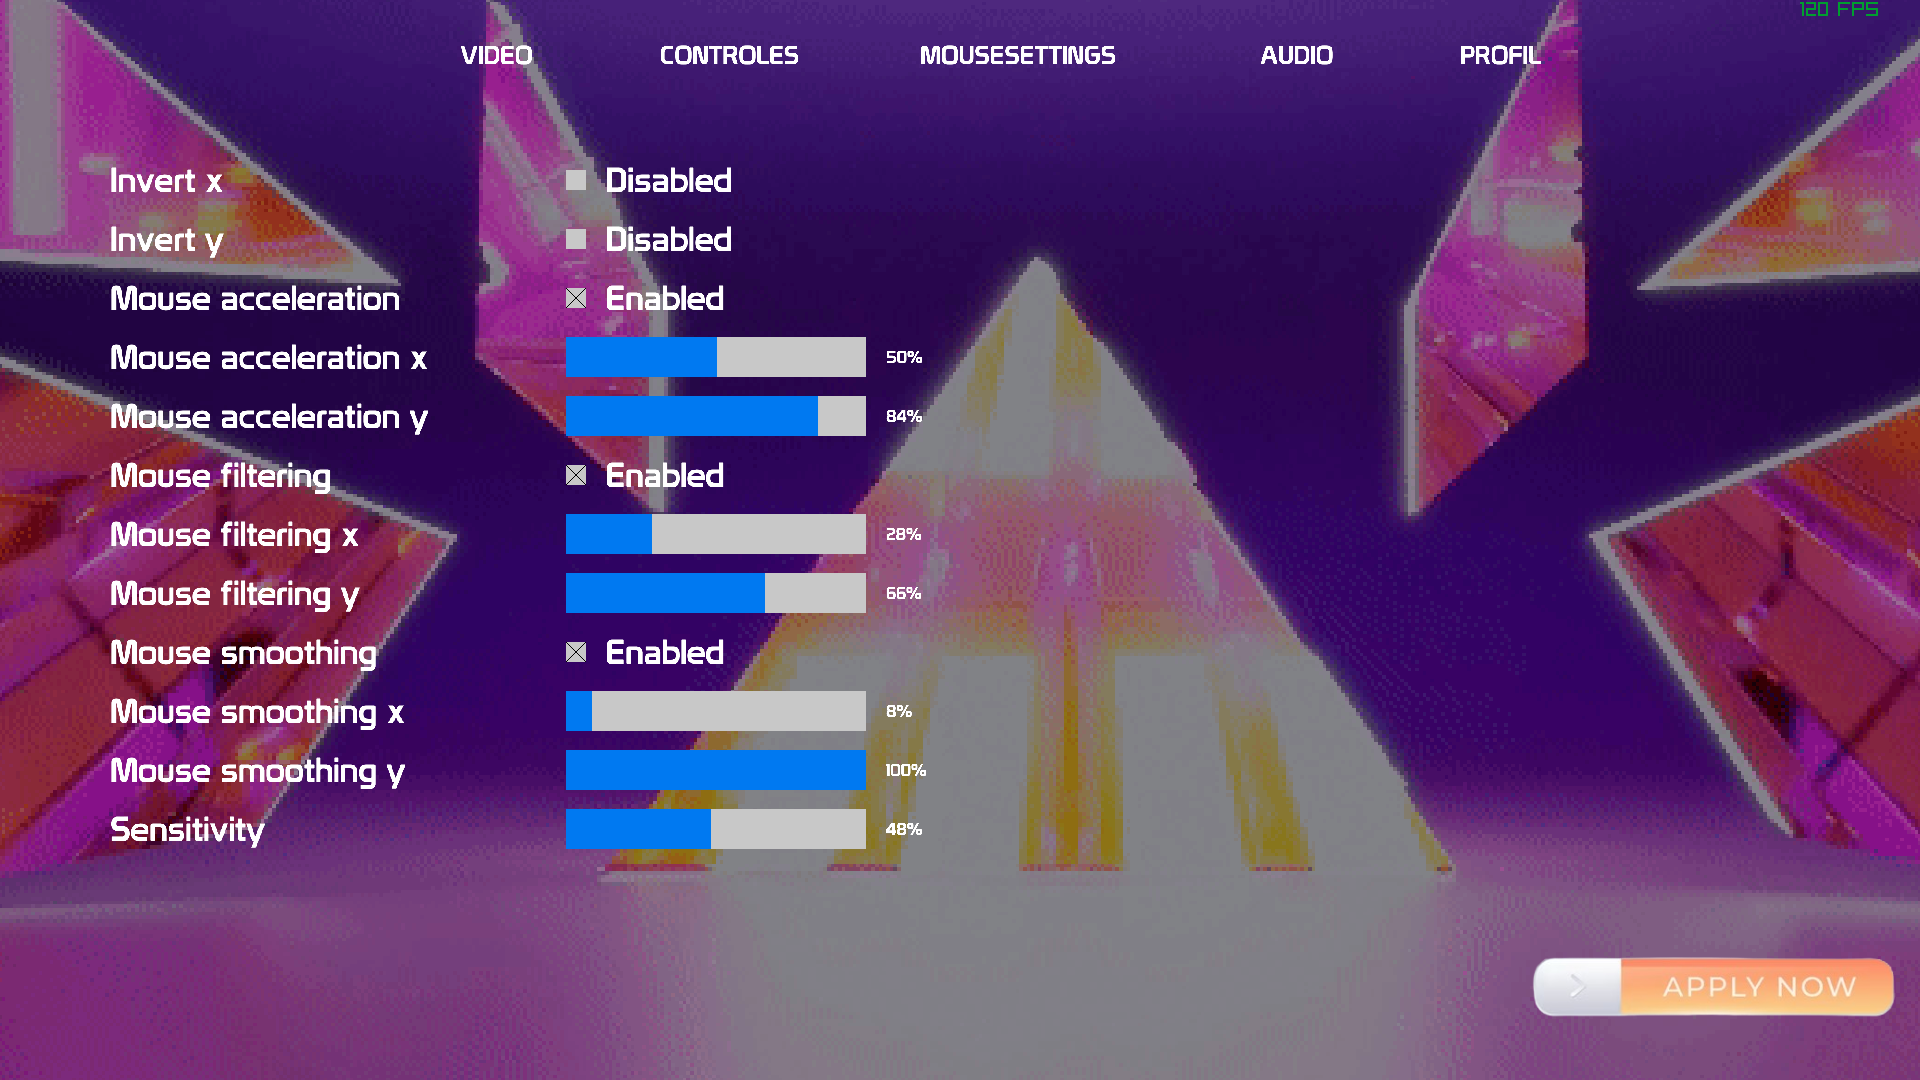 120 FPS
VIDEO CONTROLES MOUSESETTINGS AUDIO PROFIL
Invert x Disabled
Invert y Disabled
Mouse acceleration Enabled
Mouse acceleration x 50%
Mouse acceleration y 84%
Mouse filtering Enabled
Mouse filtering x 28%
Mouse filtering y 66%
Mouse smoothing Enabled
Mouse smoothing x 8%
Mouse smoothing y 100%
Sensitivity 48%
APPLY NOW